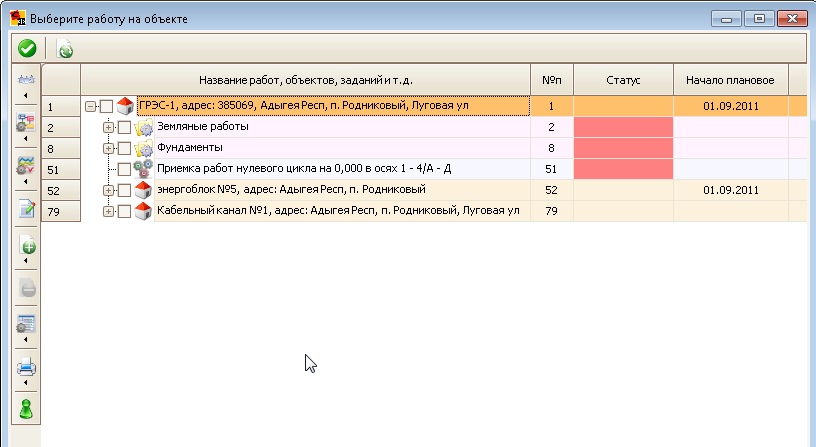 Выберите работу на объекте
Название работ, объектов, заданий и т.д. №п Статус Начало плановое
1 ГРЭС-1, адрес: 385069, Адыгея Респ, п. Родниковый, Луговая ул 1 01.09.2011
2 Земляные работы 2
8 Фундаменты 8
51 Приемка работ нулевого цикла на 0,000 в осях 1 - 4/А - Д 51
52 энергоблок №5, адрес: Адыгея Респ, п. Родниковый 52 01.09.2011
79 Кабельный канал №1, адрес: Адыгея Респ, п. Родниковый, Луговая ул 79